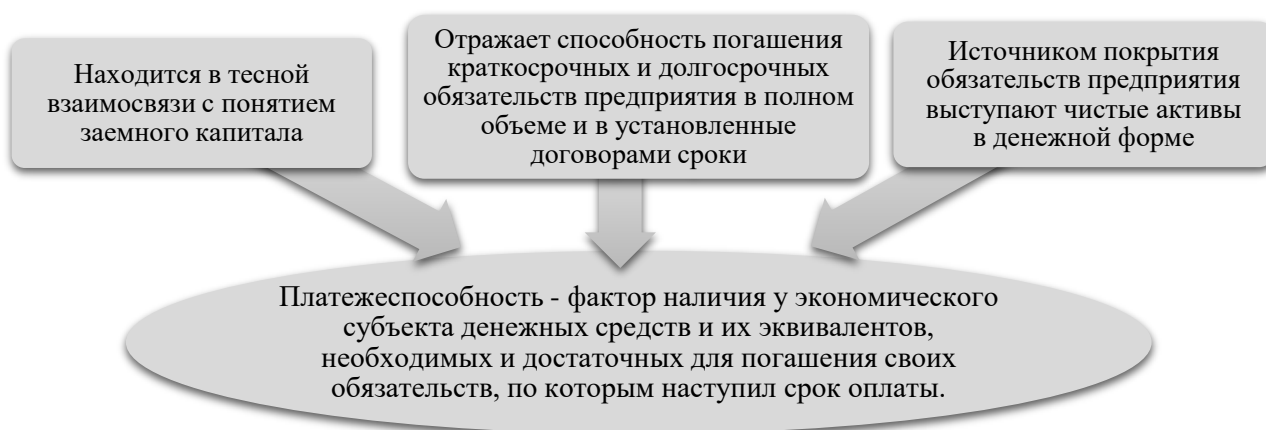 Находится в тесной
взаимосвязи с понятием
заемного капитала
Отражает способность погашения
краткосрочных и долгосрочных
обязательств предприятия в полном
объеме и в установленные
договорами сроки
Источником покрытия
обязательств предприятия
выступают чистые активы
в денежной форме
Платежеспособность - фактор наличия у экономического
субъекта денежных средств и их эквивалентов,
необходимых и достаточных для погашения своих
обязательств, по которым наступил срок оплаты.